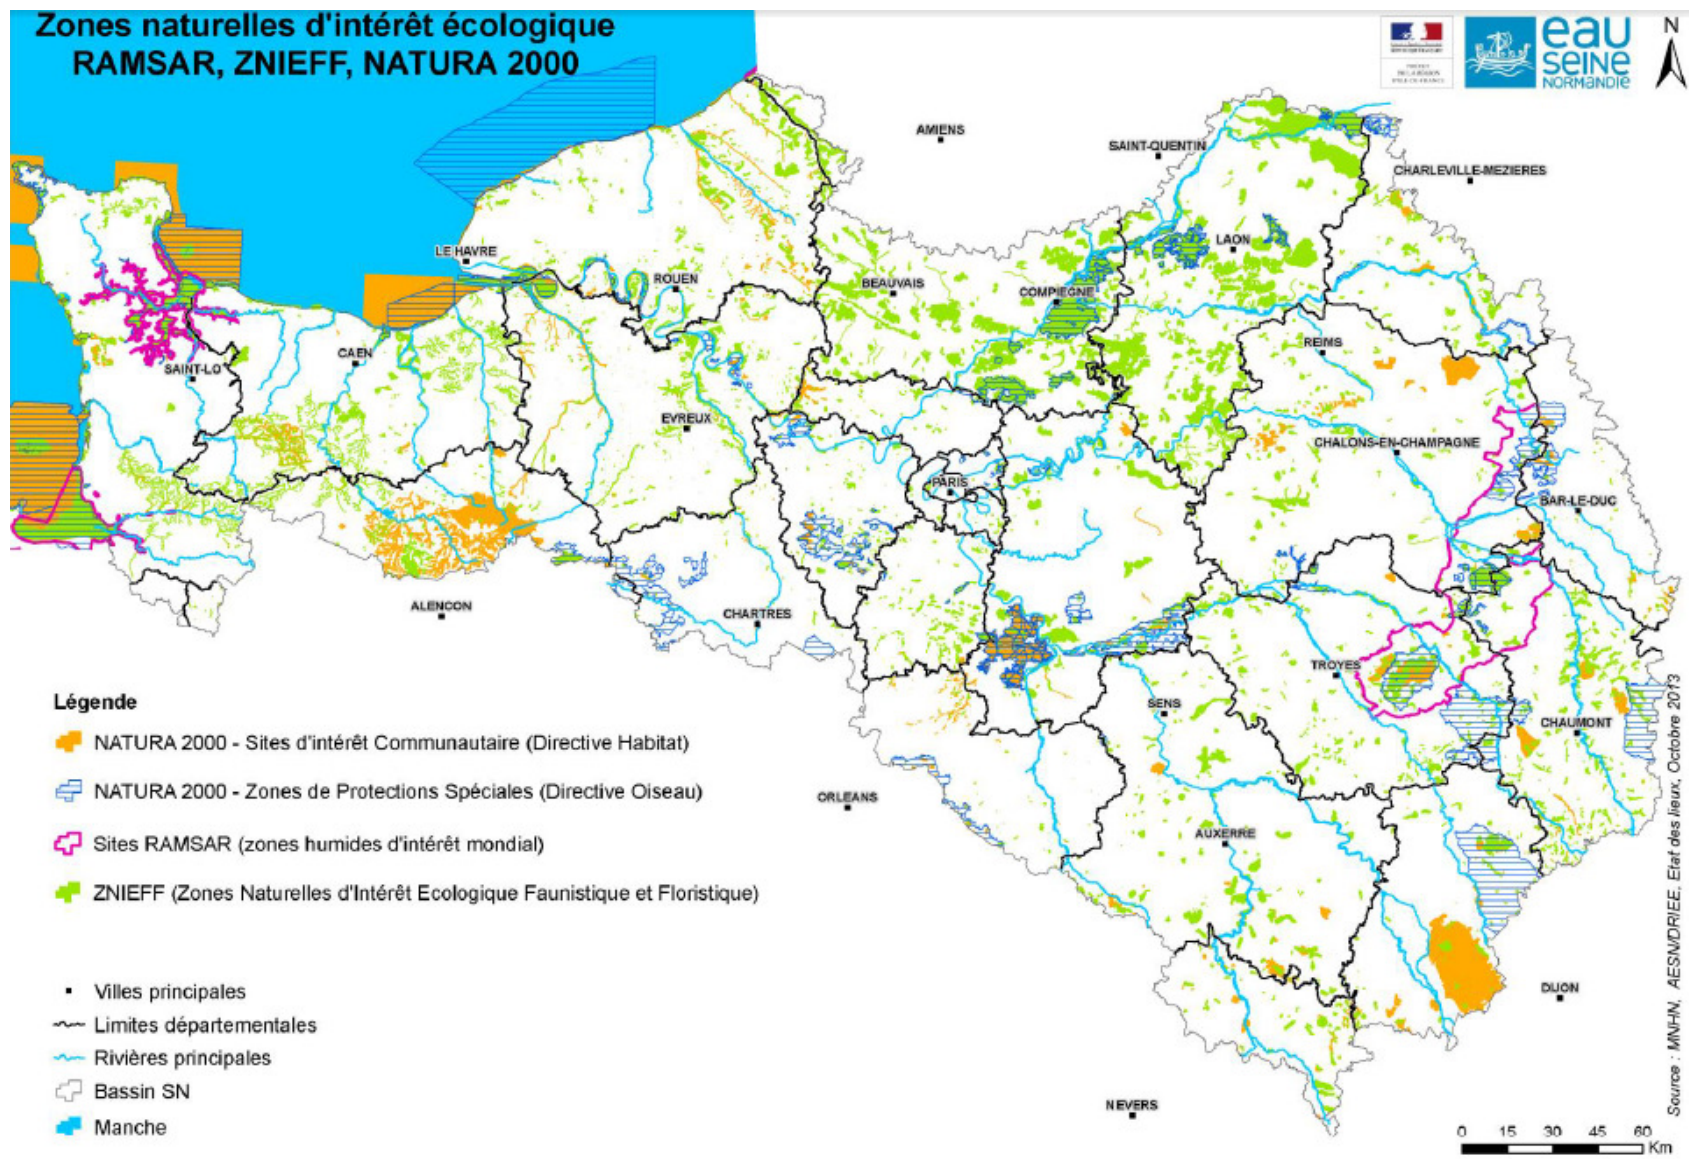 Zones naturelles d'intérêt écologique
RAMSAR, ZNIEFF, NATURA 2000
eau
SEINE
NORMANDIE
N
AMIENS
SAINT-QUENTIN
CHARLEVILLE-MEZIERES
LE HAVRE
ROUEN
BEAUVAIS
COMPIEGNE
LAON
CAEN
SAINT-LO
REIMS
EVREUX
CHALONS-EN-CHAMPAGNE
PARIS
BAR-LE-DUC
ALENCON
CHARTRES
TROYES
SENS
CHAUMONT
ORLEANS
AUXERRE
DIJON
NEVERS
Légende
NATURA 2000 - Sites d'intérêt Communautaire (Directive Habitat)
NATURA 2000 - Zones de Protections Spéciales (Directive Oiseau)
Sites RAMSAR (zones humides d'intérêt mondial)
ZNIEFF (Zones Naturelles d'Intérêt Ecologique Faunistique et Floristique)
Villes principales
Limites départementales
Rivières principales
Bassin SN
Manche
Source : MNHN, AESN/DRIEE, Etat des lieux, Octobre 2013
0 15 30 45 60
Km